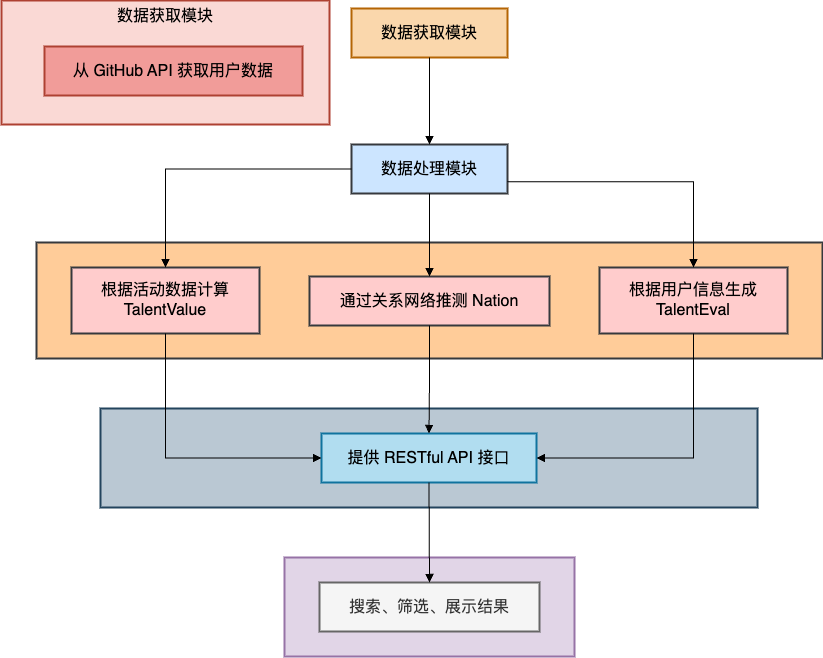 数据获取模块
从 GitHub API 获取用户数据
数据获取模块
数据处理模块
根据活动数据计算
TalentValue
通过关系网络推测 Nation
根据用户信息生成
TalentEval
提供 RESTful API 接口
搜索、筛选、展示结果